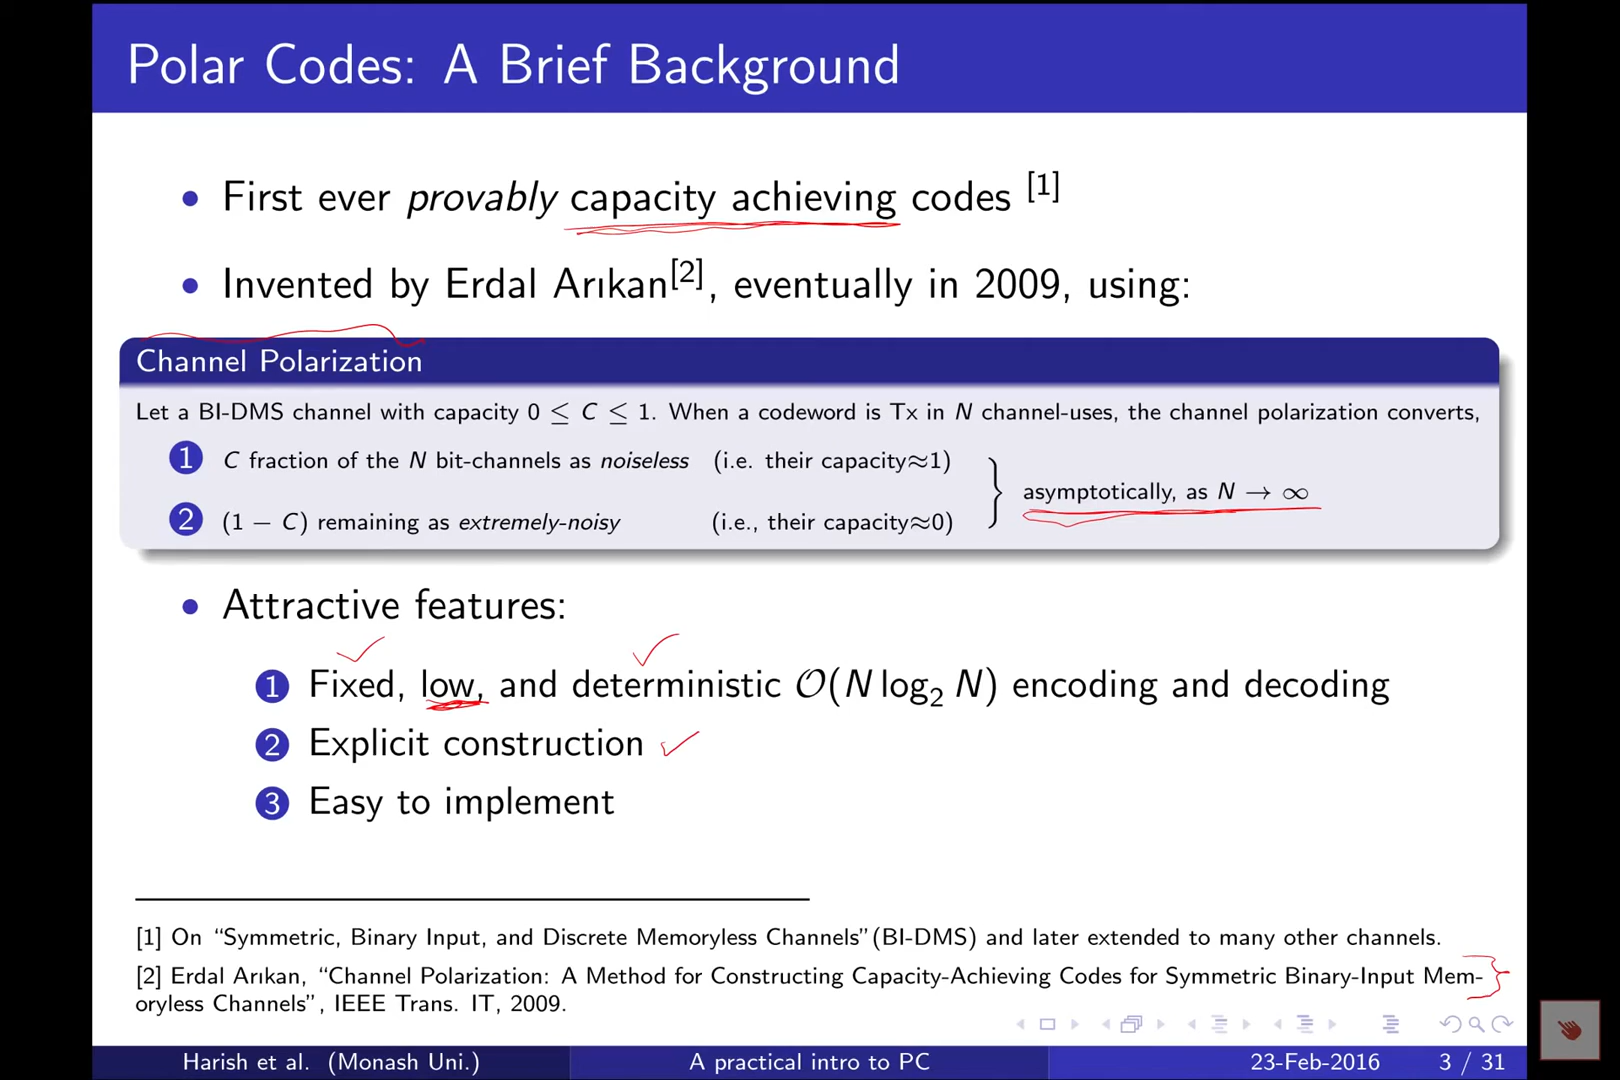 Polar Codes: A Brief Background
• First ever provably capacity achieving codes [1]
• Invented by Erdal Arıkan[2], eventually in 2009, using:
Channel Polarization
Let a BI-DMS channel with capacity 0 ≤ C ≤ 1. When a codeword is Tx in N channel-uses, the channel polarization converts,
1 C fraction of the N bit-channels as noiseless (i.e. their capacity≈1)
asymptotically, as N → ∞
2 (1 − C) remaining as extremely-noisy (i.e., their capacity≈0)
• Attractive features:
1 Fixed, low, and deterministic O(N log₂ N) encoding and decoding
2 Explicit construction
3 Easy to implement
[1] On “Symmetric, Binary Input, and Discrete Memoryless Channels”(BI-DMS) and later extended to many other channels.
[2] Erdal Arıkan, “Channel Polarization: A Method for Constructing Capacity-Achieving Codes for Symmetric Binary-Input Mem-
oryless Channels”, IEEE Trans. IT, 2009.
Harish et al. (Monash Uni.) A practical intro to PC 23-Feb-2016 3 / 31